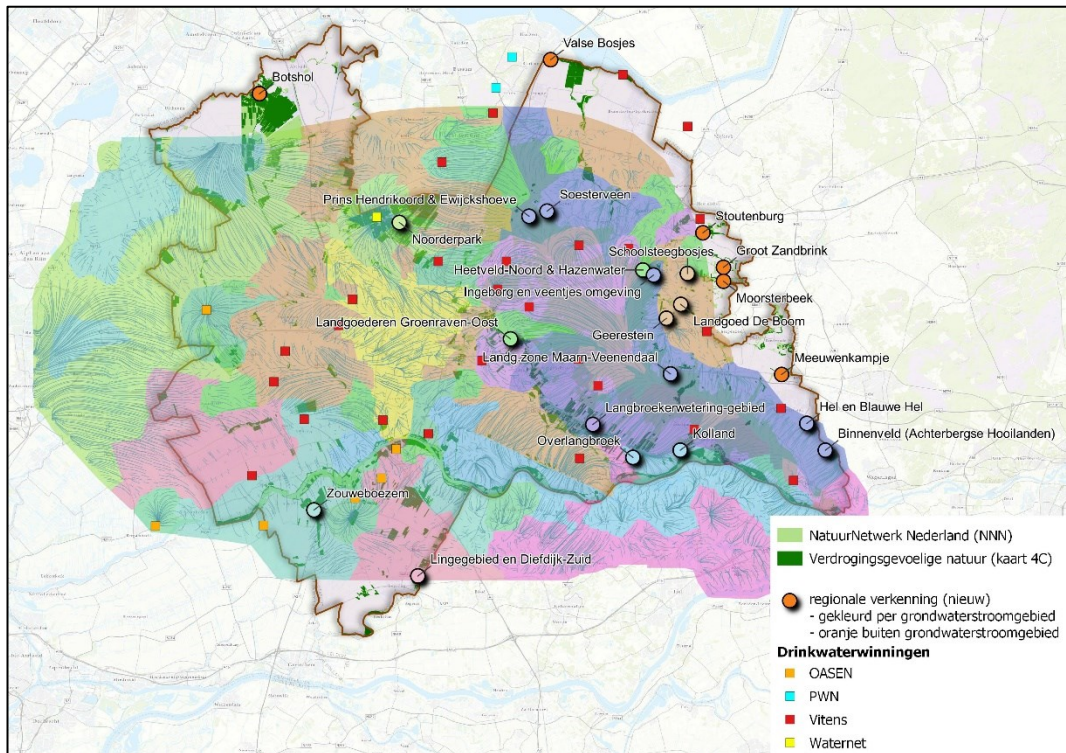 Valse Bosjes
Botshol
Prins Hendrikoord & Ewijckshoeve
Soesterveen
Noorderpark
Stoutenburg
Schoolsteegbosjes
Groot Zandbrink
Heetveld-Noord & Hazenwater
Ingeborg en veentjes omgeving
Moorsterbeek
Landgoed De Boom
Landgoederen Groenraven-Oost
Geerestein
Landg.zone Maarn-Veenendaal
Meeuwenkampje
Langbroekerwetering-gebied
Hel en Blauwe Hel
Overlangbroek
Kolland
Binnenveld (Achterbergse Hooilanden)
Zouweboezem
Lingegebied en Diefdijk-Zuid
NatuurNetwerk Nederland (NNN)
Verdrogingsgevoelige natuur (kaart 4C)
regionale verkenning (nieuw)
- gekleurd per grondwaterstroomgebied
- oranje buiten grondwaterstroomgebied
Drinkwaterwinningen
OASEN
PWN
Vitens
Waternet